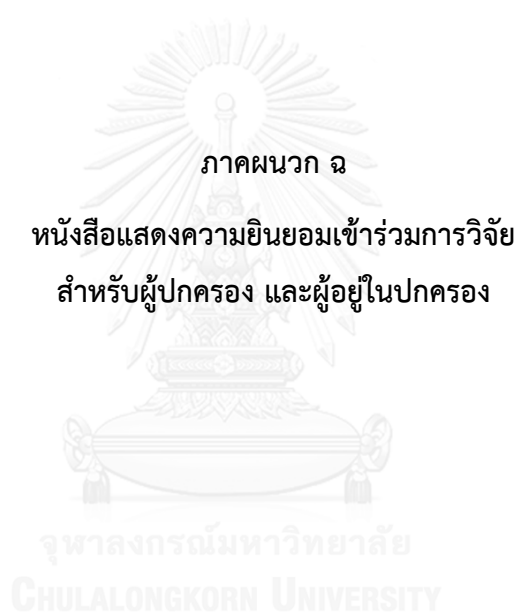 ภาคผนวก ฉ
หนังสือแสดงความยินยอมเข้าร่วมการวิจัย
สำหรับผู้ปกครอง และผู้อยู่ในปกครอง
จุฬาลงกรณ์มหาวิทยาลัย
CHULALONGKORN UNIVERSITY